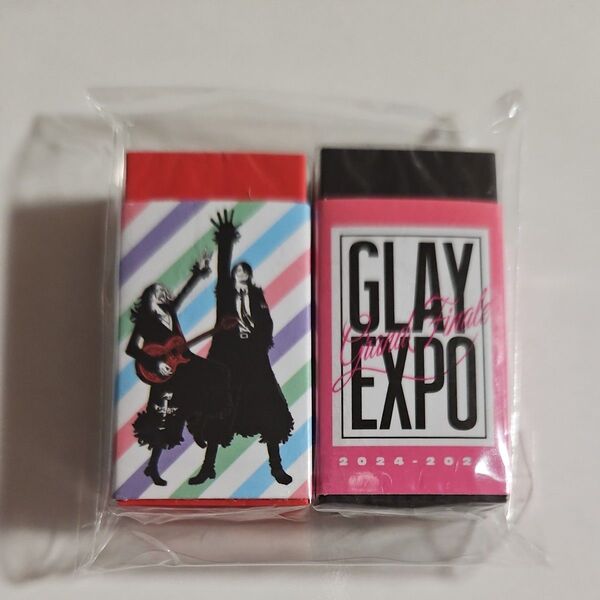 GLAY
Grand Finale
EXPO
2024-202